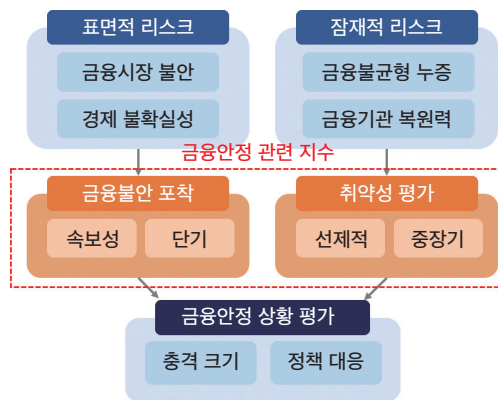 표면적 리스크
잠재적 리스크
금융시장 불안
금융불균형 누증
경제 불확실성
금융기관 복원력
금융안정 관련 지수
금융불안 포착
취약성 평가
속보성
단기
선제적
중장기
금융안정 상황 평가
충격 크기
정책 대응